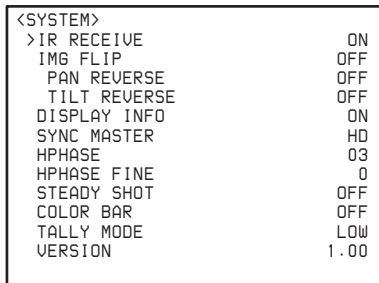 <SYSTEM>
>IR RECEIVE ON
IMG FLIP OFF
PAN REVERSE OFF
TILT REVERSE OFF
DISPLAY INFO ON
SYNC MASTER HD
HPHASE 03
HPHASE FINE 0
STEADY SHOT OFF
COLOR BAR OFF
TALLY MODE LOW
VERSION 1.00